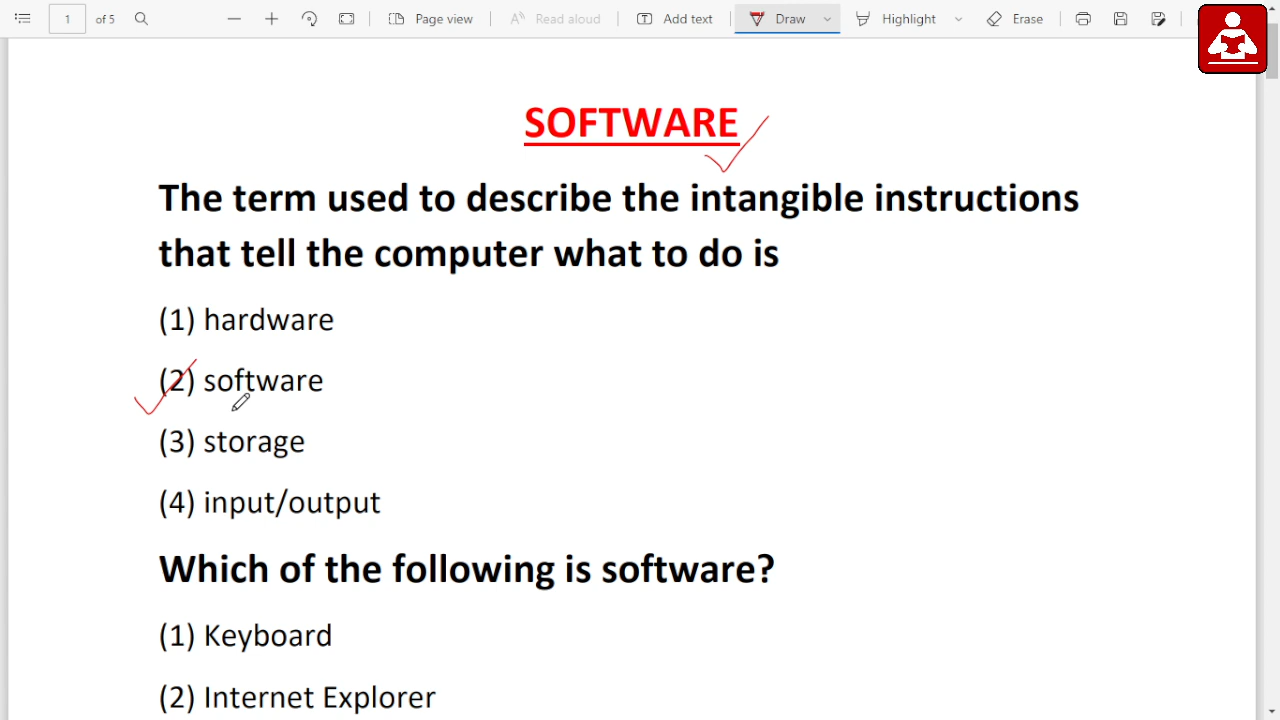 1 of 5 Page view Read aloud Add text Draw Highlight Erase
SOFTWARE
The term used to describe the intangible instructions
that tell the computer what to do is
(1) hardware
(2) software
(3) storage
(4) input/output
Which of the following is software?
(1) Keyboard
(2) Internet Explorer